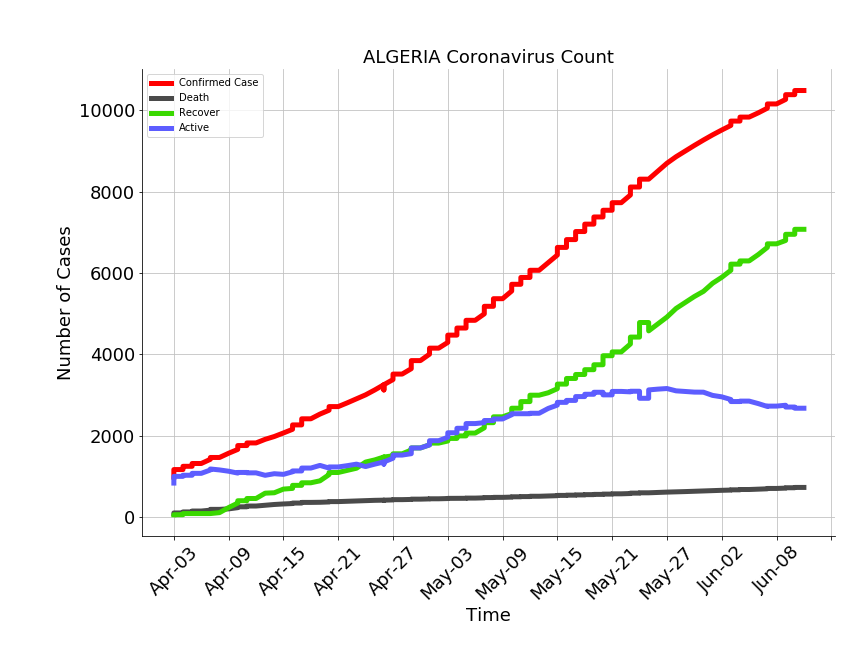 ALGERIA Coronavirus Count
Confirmed Case
Death
Recover
Active
Number of Cases
10000
8000
6000
4000
2000
0
Apr-03 Apr-09 Apr-15 Apr-21 Apr-27 May-03 May-09 May-15 May-21 May-27 Jun-02 Jun-08
Time